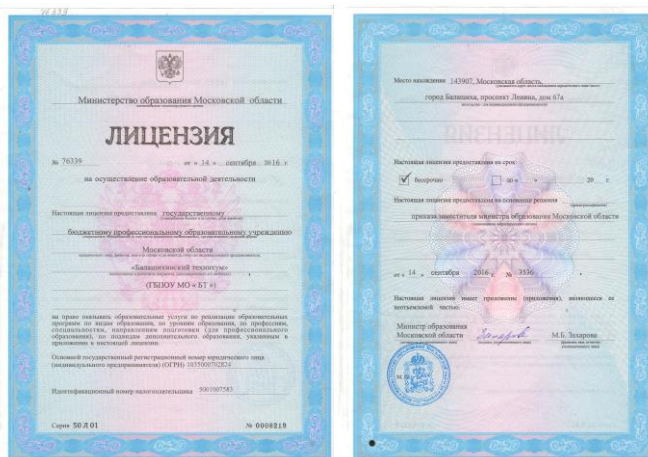 Министерство образования Московской области
ЛИЦЕНЗИЯ
№ 76339 от « 14 » сентября 2016 г.
на осуществление образовательной деятельности
Настоящая лицензия предоставлена государственному
бюджетному профессиональному образовательному учреждению
Московской области
«Балашихинский техникум»
(ГБПОУ МО « БТ »)
на право оказывать образовательные услуги по реализации образовательных
программ по видам образования, по уровням образования, по профессиям,
специальностям, направлениям подготовки (для профессионального
образования), по подвидам дополнительного образования, указанным в
приложении к настоящей лицензии.
Основной государственный регистрационный номер юридического лица
(индивидуального предпринимателя) (ОГРН)
Идентификационный номер налогоплательщика 5001007583
Серия 50 Л 01 № 0008219
Место нахождения 143907, Московская область,
город Балашиха, проспект Ленина, дом 67а
Настоящая лицензия предоставлена на срок:
бессрочно до « » 20 г.
Настоящая лицензия предоставлена на основании решения
приказа заместителя министра образования Московской области
от « 14 » сентября 2016 г. № 3536
Настоящая лицензия имеет приложение (приложения), являющееся ее
неотъемлемой частью.
Министр образования
Московской области М.Б. Захарова